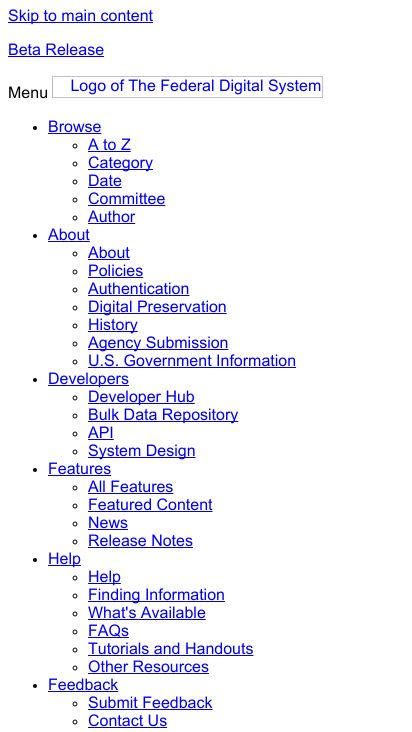 Skip to main content
Beta Release
Menu Logo of The Federal Digital System
Browse
A to Z
Category
Date
Committee
Author
About
About
Policies
Authentication
Digital Preservation
History
Agency Submission
U.S. Government Information
Developers
Developer Hub
Bulk Data Repository
API
System Design
Features
All Features
Featured Content
News
Release Notes
Help
Help
Finding Information
What's Available
FAQs
Tutorials and Handouts
Other Resources
Feedback
Submit Feedback
Contact Us